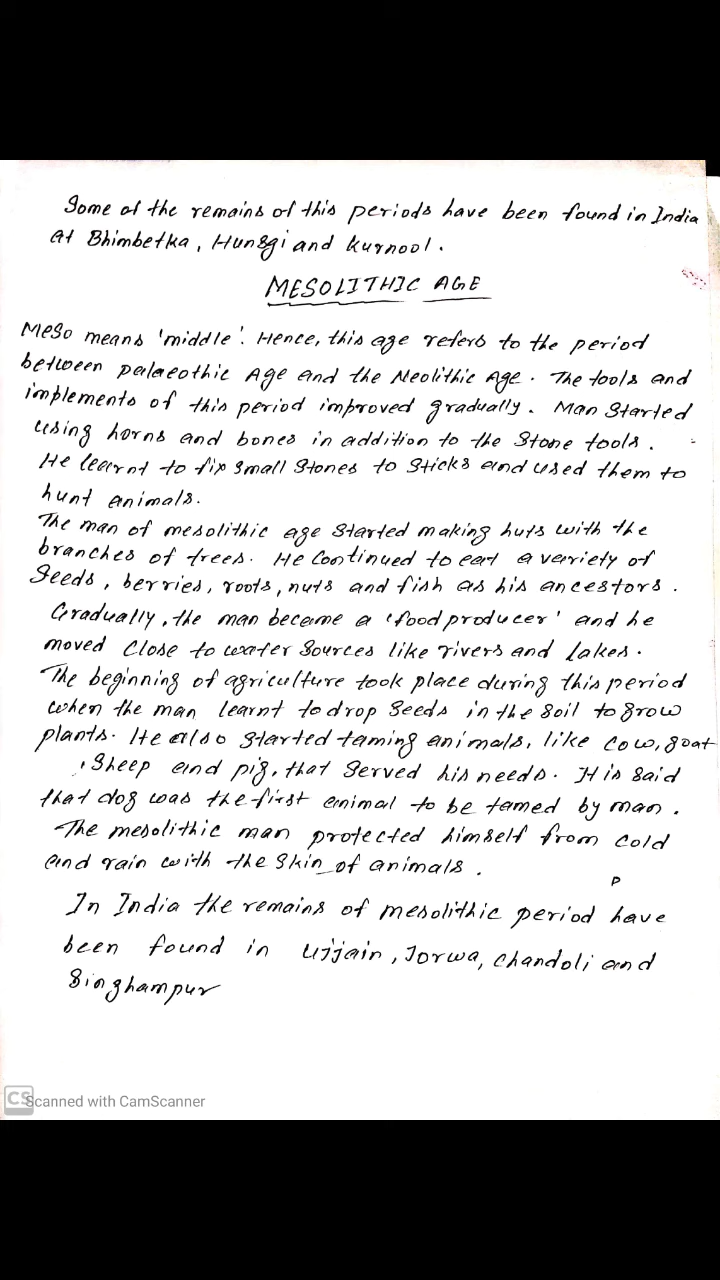 Some of the remains of this periods have been found in India
at Bhimbetka, Hunsgi and Kurnool.
MESOLITHIC AGE
Meso means 'middle'. Hence, this age refers to the period
between palaeothic Age and the Neolithic Age. The tools and
implements of this period improved gradually. Man Started
using horns and bones in addition to the Stone tools.
He learnt to fix small Stones to Sticks and used them to
hunt animals.
The man of mesolithic age Started making huts with the
branches of trees. He Continued to eat a variety of
Seeds, berries, roots, nuts and fish as his ancestors.
Gradually, the man became a 'food producer' and he
moved Close to water Sources like rivers and lakes.
The beginning of agriculture took place during this period
when the man learnt to drop Seeds in the Soil to grow
plants. He also Started taming animals, like Cow, goat
, Sheep and pig, that Served his needs. It is Said
that dog was the first animal to be tamed by man.
The mesolithic man protected himself from Cold
and rain with the Skin of animals.
P
In India the remains of mesolithic period have
been found in Ujjain, Jorwa, Chandoli and
Singhampur
CS Scanned with CamScanner